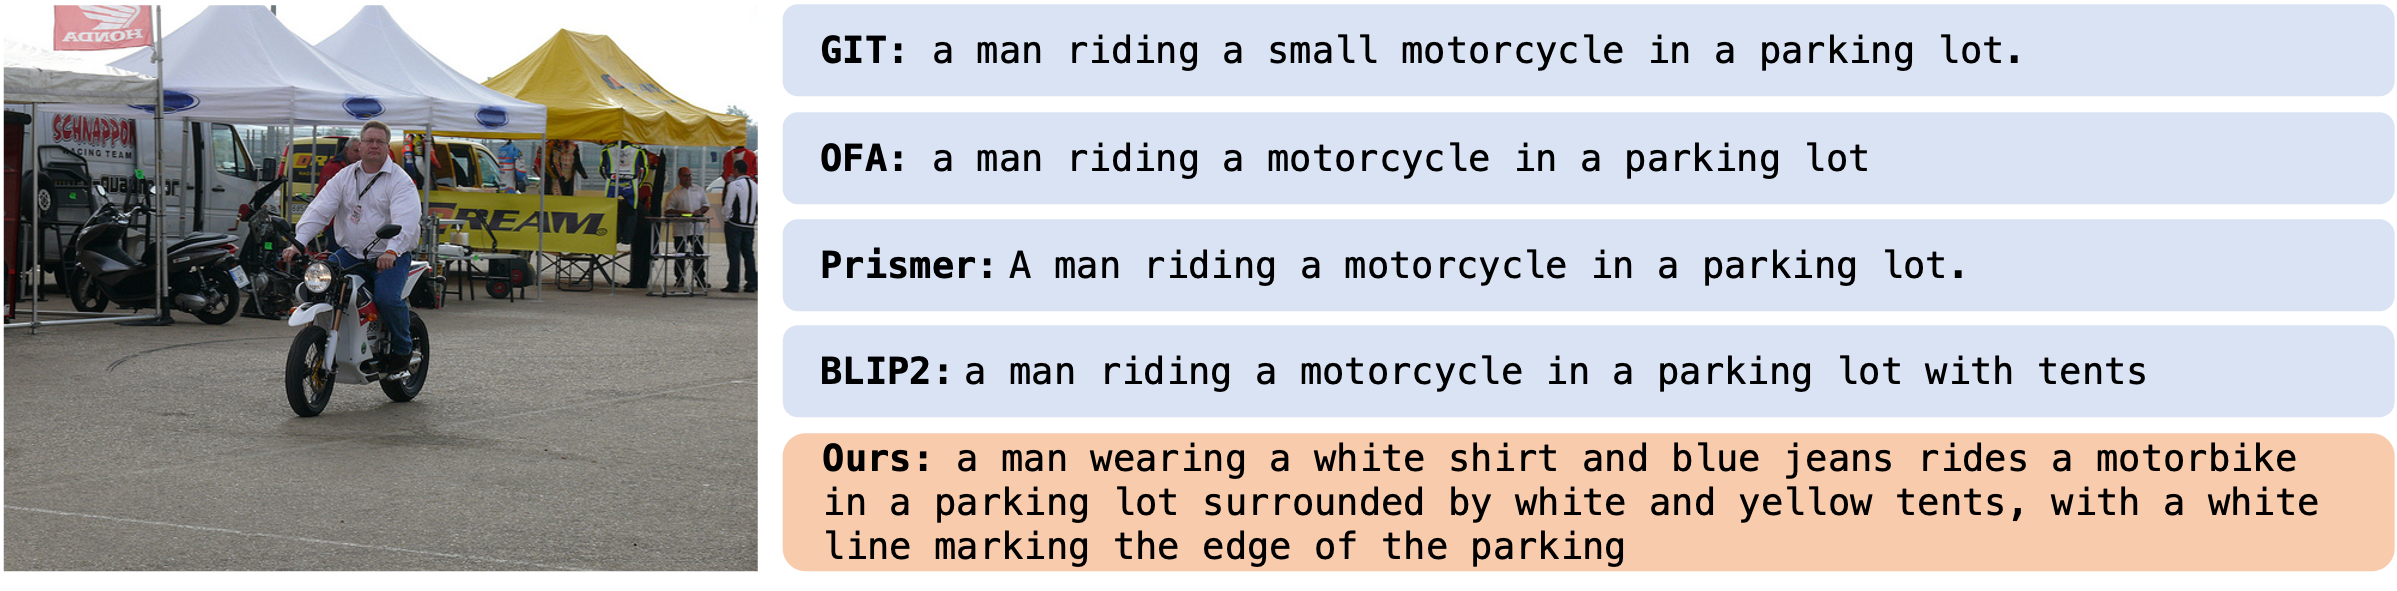 HONDA
SCHNAPPON
RACING TEAM
DREAM
GIT: a man riding a small motorcycle in a parking lot.
OFA: a man riding a motorcycle in a parking lot
Prismer: A man riding a motorcycle in a parking lot.
BLIP2: a man riding a motorcycle in a parking lot with tents
Ours: a man wearing a white shirt and blue jeans rides a motorbike
in a parking lot surrounded by white and yellow tents, with a white
line marking the edge of the parking